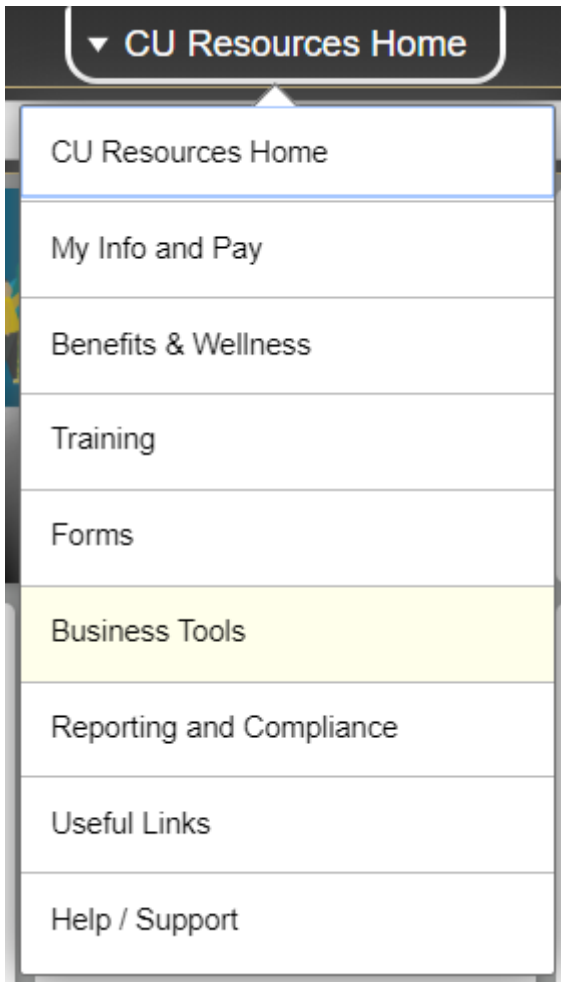 CU Resources Home
CU Resources Home
My Info and Pay
Benefits & Wellness
Training
Forms
Business Tools
Reporting and Compliance
Useful Links
Help / Support